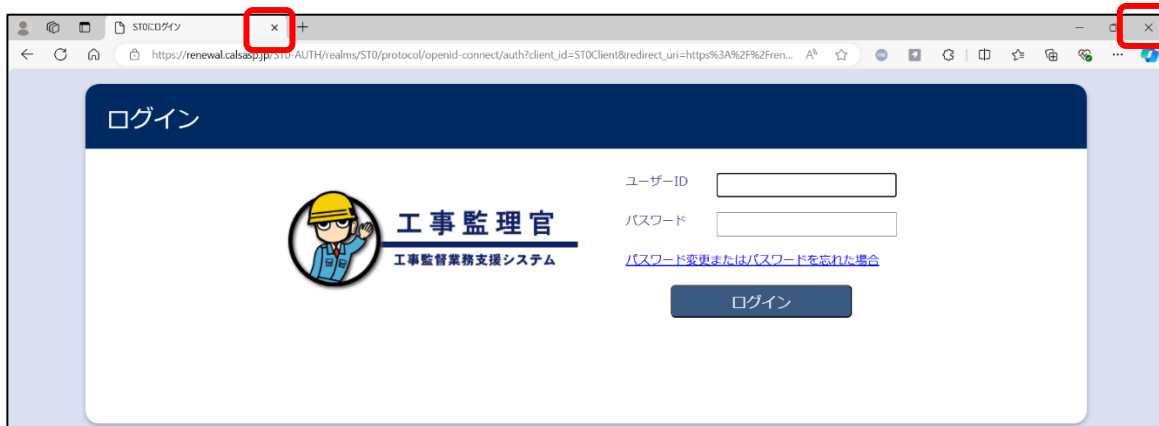 ST0にログイン
https://renewal.calsasp.jp/ST0-AUTH/realms/ST0/protocol/openid-connect/auth?client_id=ST0Client&redirect_uri=https%3A%2F%2Fren...
ログイン
工事監理官
工事監督業務支援システム
ユーザーID
パスワード
パスワード変更またはパスワードを忘れた場合
ログイン